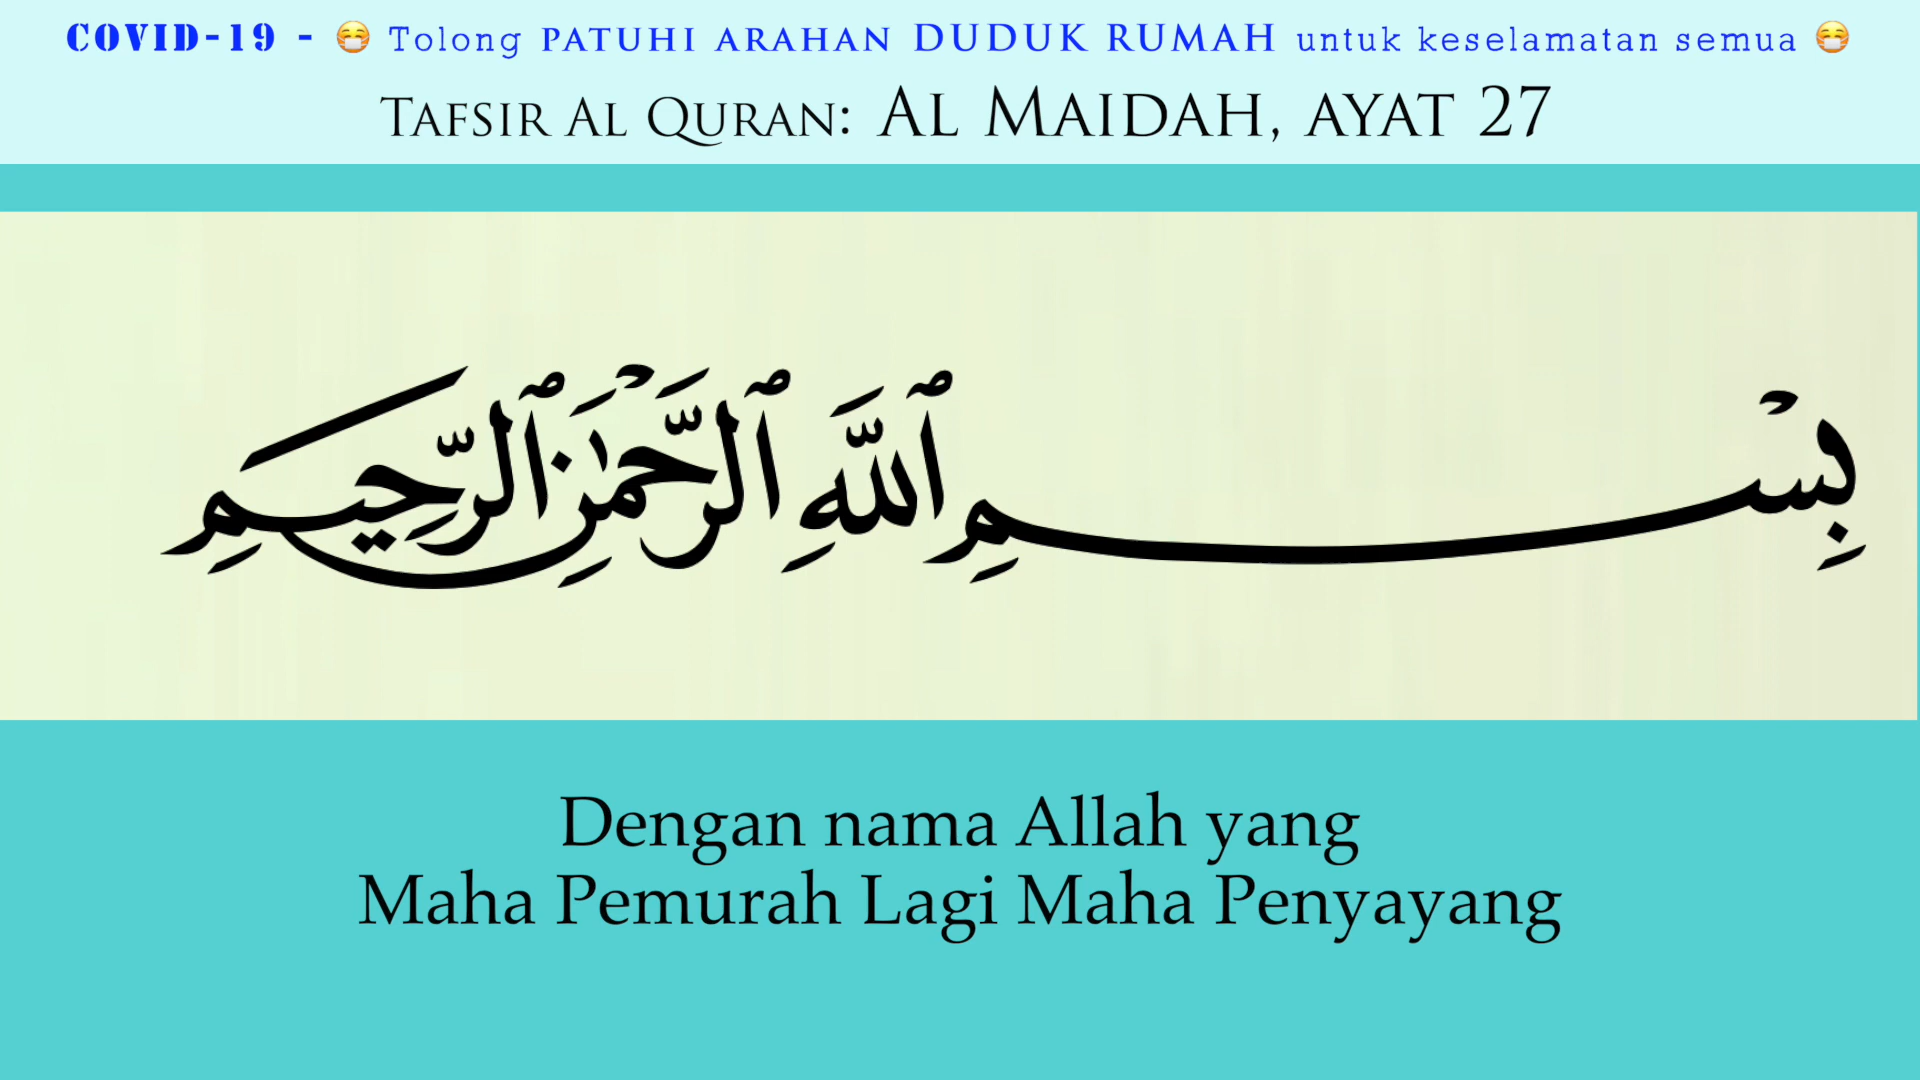 COVID-19 - 😷 Tolong PATUHI ARAHAN DUDUK RUMAH untuk keselamatan semua 😷
TAFSIR AL QURAN: AL MAIDAH, AYAT 27
بِسْمِ ٱللَّهِ ٱلرَّحْمَٰنِ ٱلرَّحِيمِ
Dengan nama Allah yang
Maha Pemurah Lagi Maha Penyayang